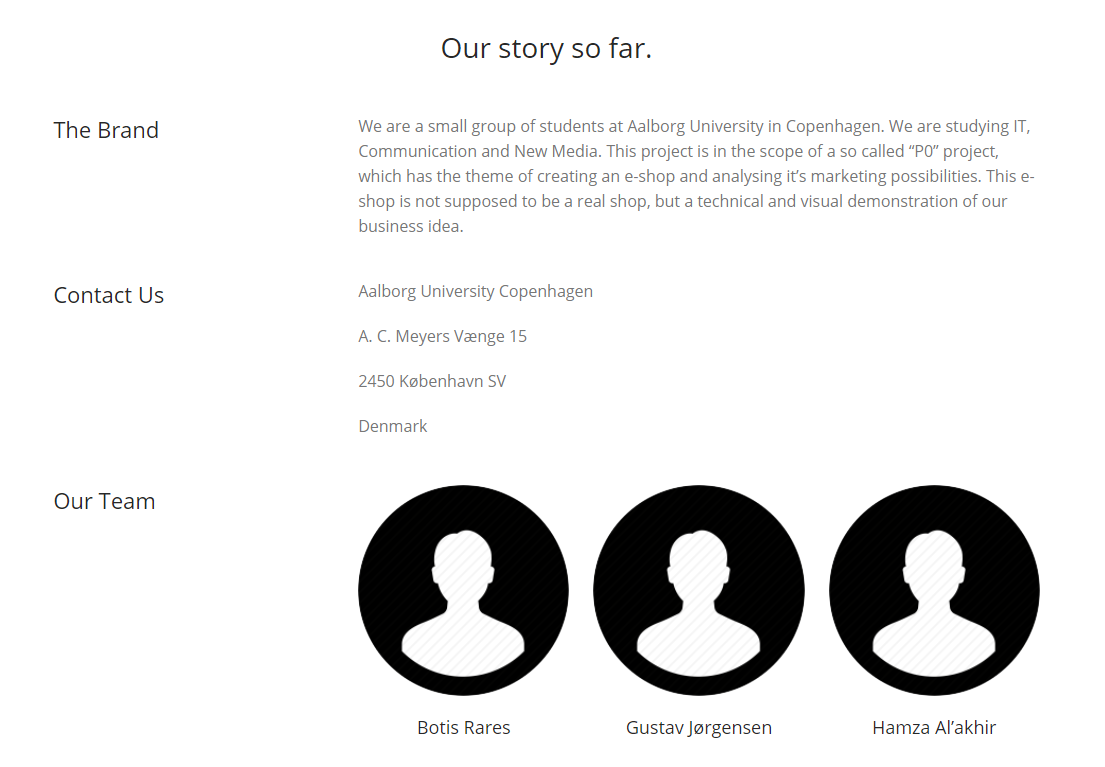 Our story so far.
The Brand
We are a small group of students at Aalborg University in Copenhagen. We are studying IT,
Communication and New Media. This project is in the scope of a so called “P0” project,
which has the theme of creating an e-shop and analysing it’s marketing possibilities. This e-
shop is not supposed to be a real shop, but a technical and visual demonstration of our
business idea.
Contact Us
Aalborg University Copenhagen
A. C. Meyers Vænge 15
2450 København SV
Denmark
Our Team
Botis Rares
Gustav Jørgensen
Hamza Al’akhir